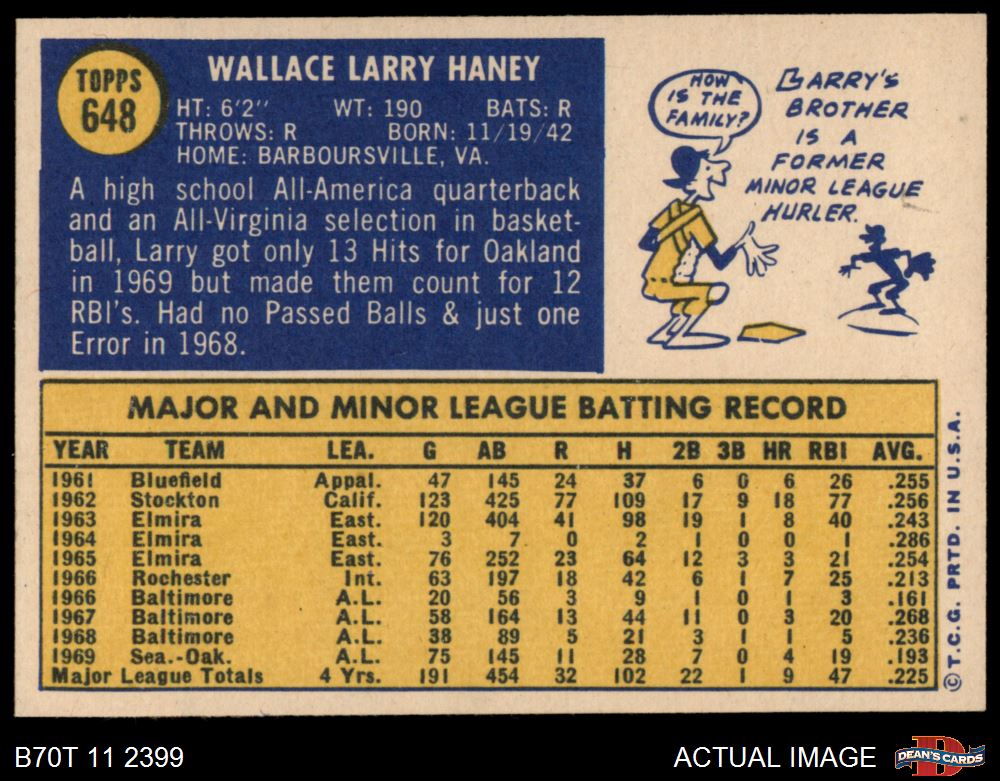 TOPPS
648
WALLACE LARRY HANEY
HT: 6'2" WT: 190 BATS: R
THROWS: R BORN: 11/19/42
HOME: BARBOURSVILLE, VA.
A high school All-America quarterback
and an All-Virginia selection in basket-
ball, Larry got only 13 Hits for Oakland
in 1969 but made them count for 12
RBI's. Had no Passed Balls & just one
Error in 1968.
HOW
IS THE
FAMILY?
BARRY'S
BROTHER
IS A
FORMER
MINOR LEAGUE
HURLER.
MAJOR AND MINOR LEAGUE BATTING RECORD
YEAR TEAM LEA. G AB R H 2B 3B HR RBI AVG.
1961 Bluefield Appal. 47 145 24 37 6 0 6 26 .255
1962 Stockton Calif. 123 425 77 109 17 9 18 77 .256
1963 Elmira East. 120 404 41 98 19 1 8 40 .243
1964 Elmira East. 3 7 0 2 1 0 0 1 .286
1965 Elmira East. 76 252 23 64 12 3 3 21 .254
1966 Rochester Int. 63 197 18 42 6 1 7 25 .213
1966 Baltimore A.L. 20 56 3 9 1 0 1 3 .161
1967 Baltimore A.L. 58 164 13 44 11 0 3 20 .268
1968 Baltimore A.L. 38 89 5 21 3 1 1 5 .236
1969 Sea.-Oak. A.L. 75 145 11 28 7 0 4 19 .193
Major League Totals 4 Yrs. 191 454 32 102 22 1 9 47 .225
© T.C.G. PRTD. IN U.S.A.
B70T 11 2399
ACTUAL IMAGE
D
DEAN'S CARDS